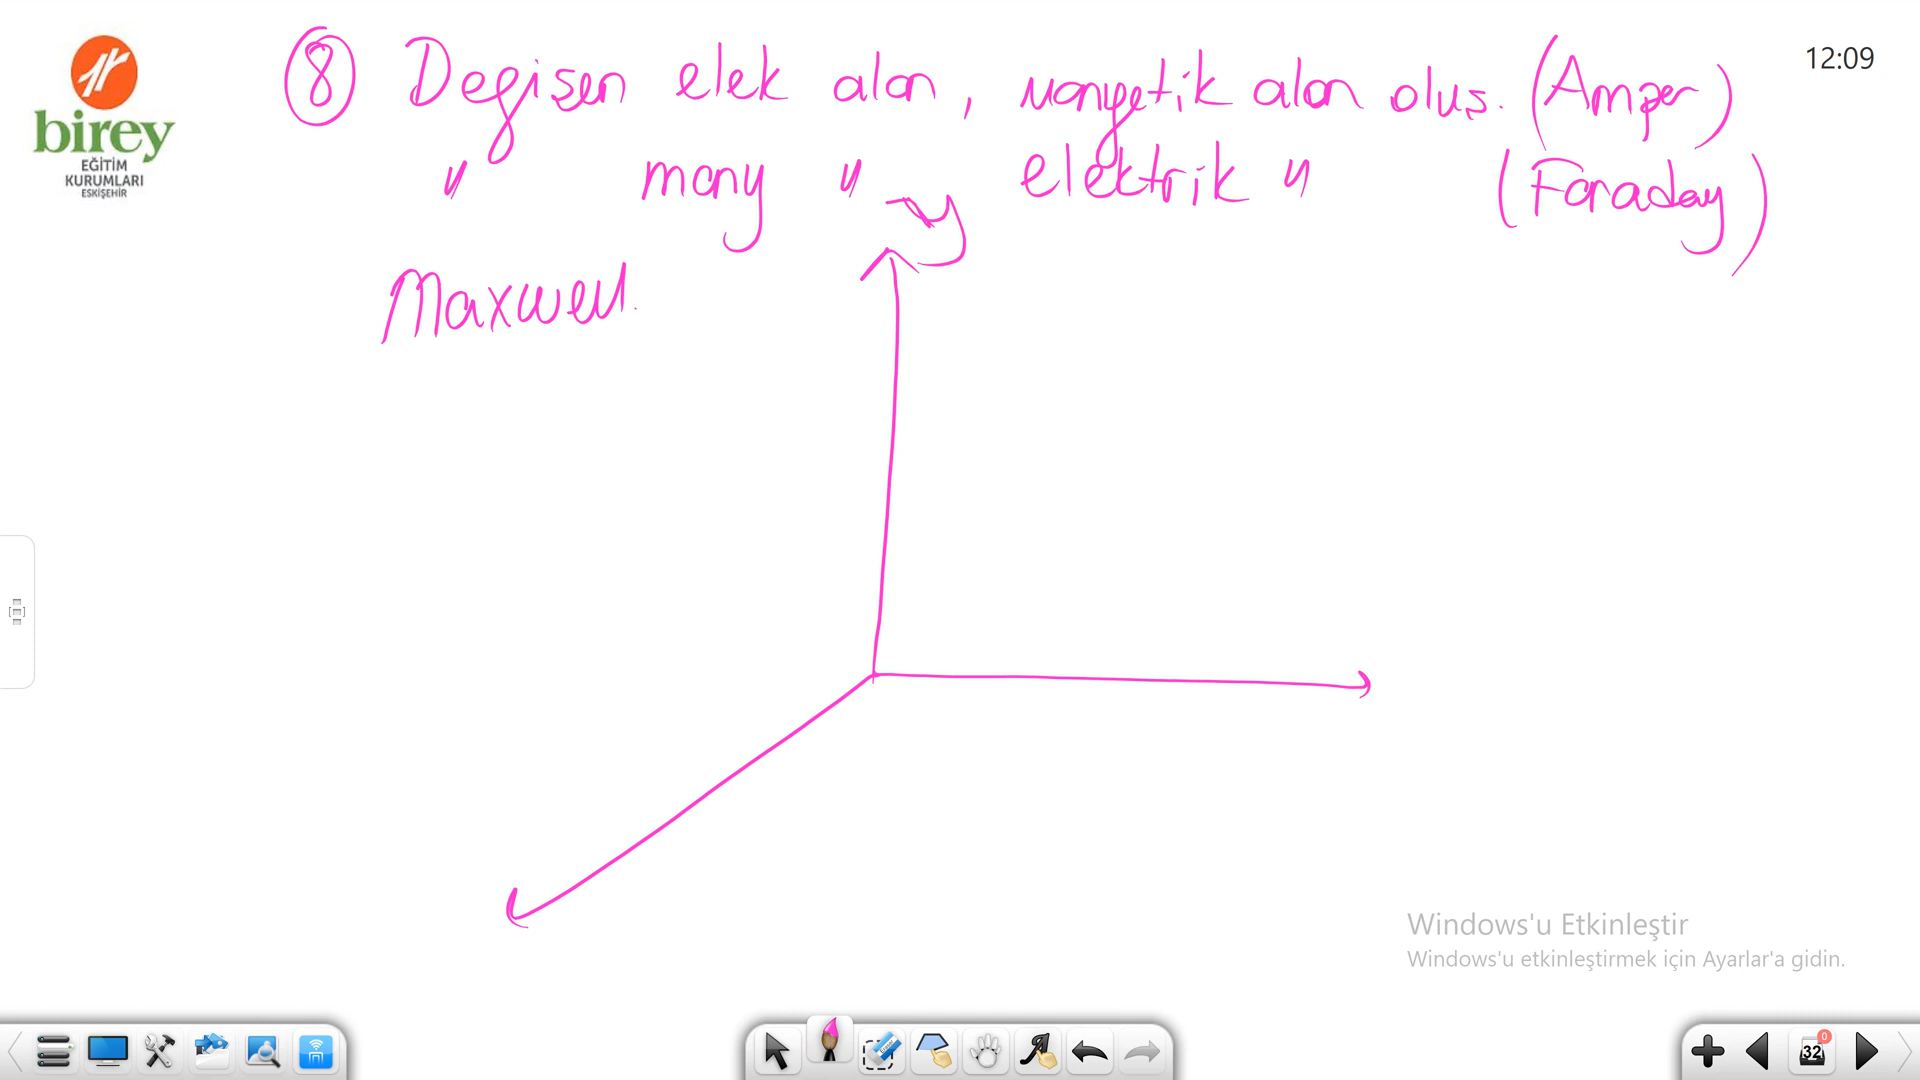 birey
EĞİTİM
KURUMLARI
ESKİŞEHİR
12:09
8 Değişen elek alan, manyetik alan oluş. (Amper)
" many " elektrik " (Faraday)
y
Maxwell.
Windows'u Etkinleştir
Windows'u etkinleştirmek için Ayarlar'a gidin.
32
0